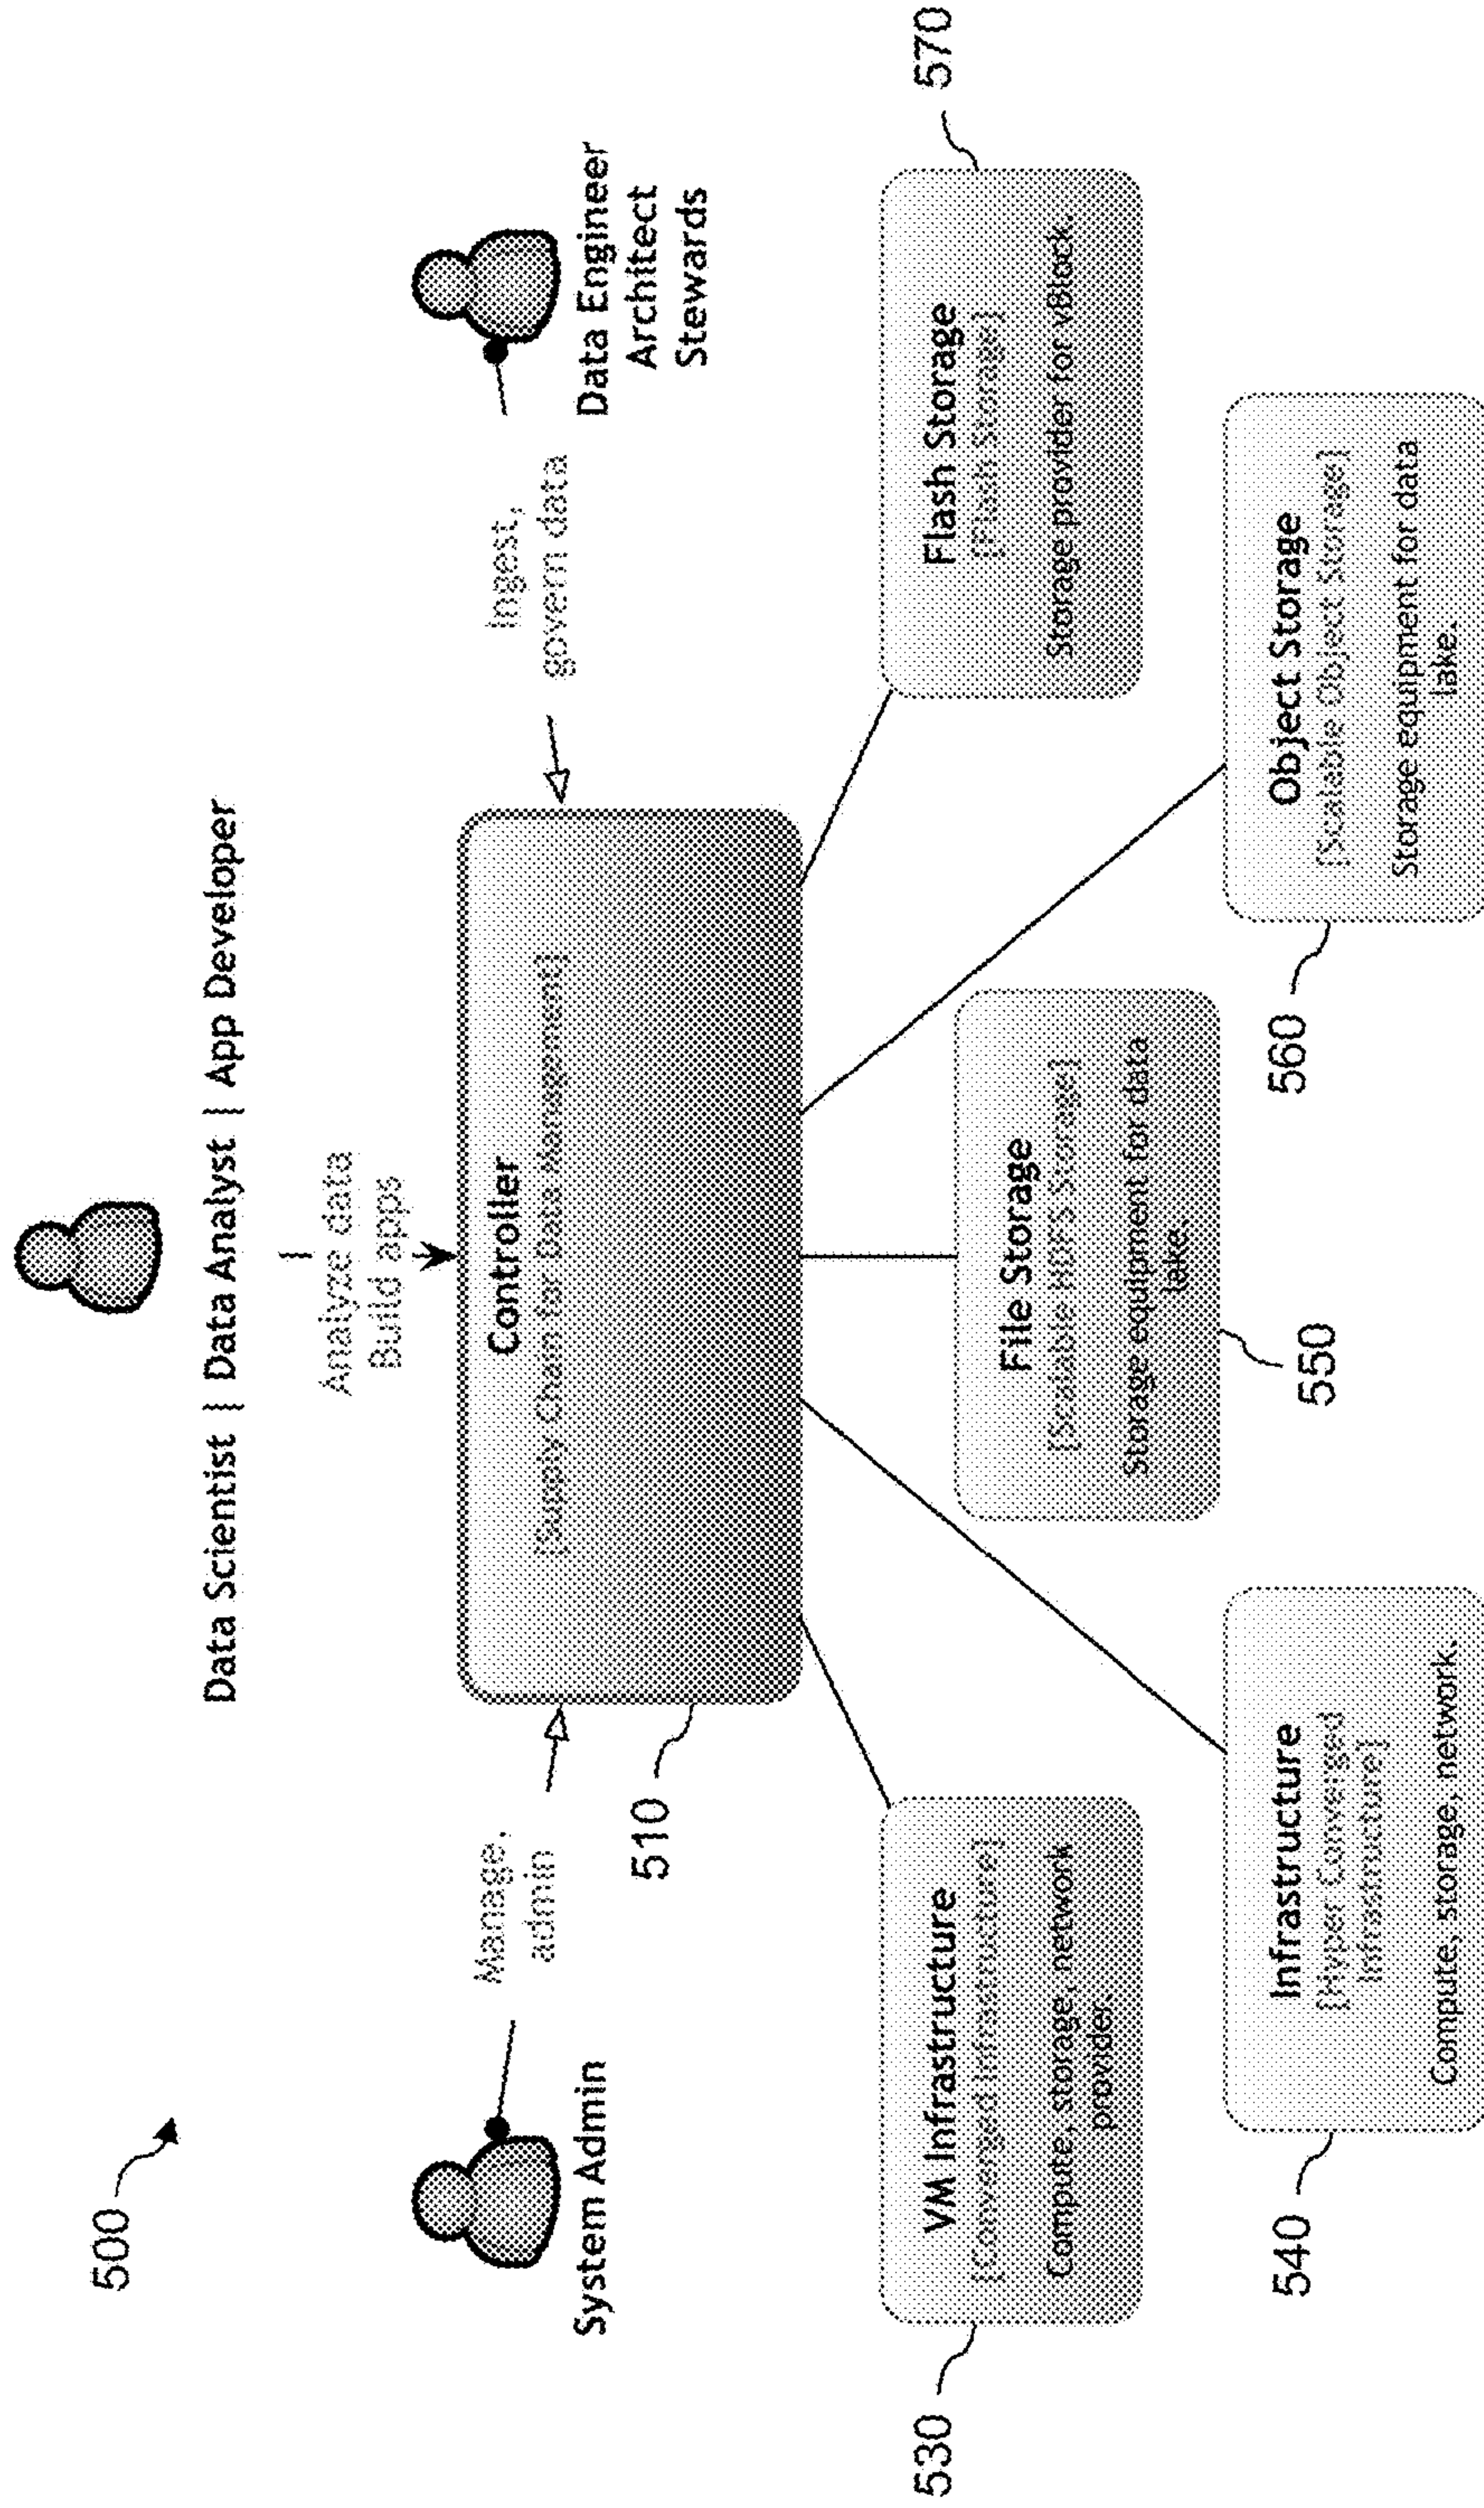 500
Data Scientist | Data Analyst | App Developer
Analyze data
Build apps
System Admin
Manage,
admin
Ingest,
govern data
Data Engineer
Architect
Stewards
510
Controller
[Supply Chain for Data Management]
530
VM Infrastructure
[Converged Infrastructure]
Compute, storage, network
provider.
540
Infrastructure
[Hyper Converged
Infrastructure]
Compute, storage, network.
550
File Storage
[Scalable HDFS Storage]
Storage equipment for data
lake.
560
Object Storage
[Scalable Object Storage]
Storage equipment for data
lake.
570
Flash Storage
[Flash Storage]
Storage provider for vBlock.